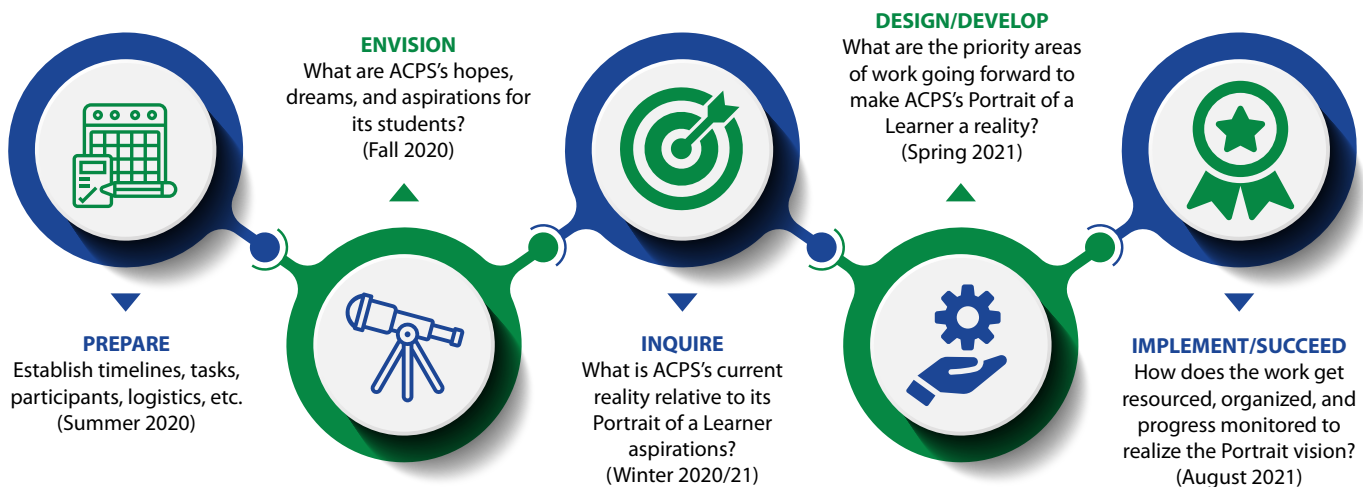 PREPARE
Establish timelines, tasks,
participants, logistics, etc.
(Summer 2020)
ENVISION
What are ACPS's hopes,
dreams, and aspirations for
its students?
(Fall 2020)
INQUIRE
What is ACPS's current
reality relative to its
Portrait of a Learner
aspirations?
(Winter 2020/21)
DESIGN/DEVELOP
What are the priority areas
of work going forward to
make ACPS's Portrait of a
Learner a reality?
(Spring 2021)
IMPLEMENT/SUCCEED
How does the work get
resourced, organized, and
progress monitored to
realize the Portrait vision?
(August 2021)